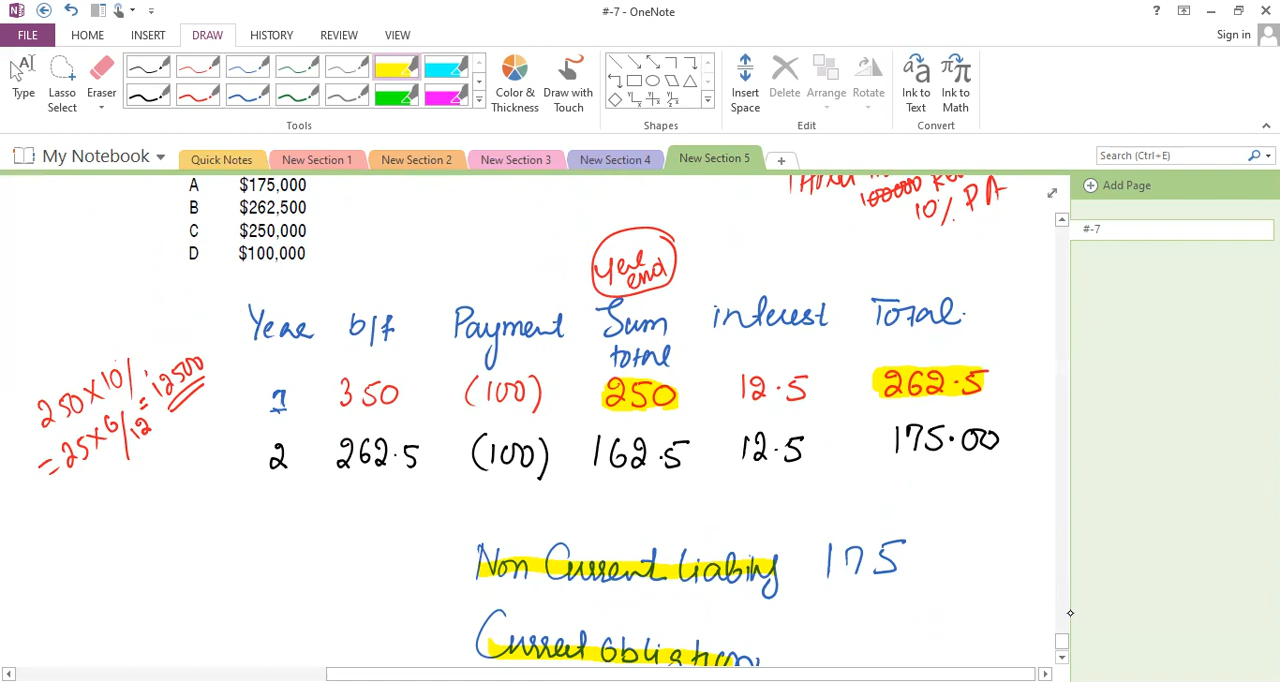 #-7 - OneNote
Sign in
FILE HOME INSERT DRAW HISTORY REVIEW VIEW
Type
Lasso Select
Eraser
Color & Thickness
Draw with Touch
Insert Space
Delete
Arrange
Rotate
Ink to Text
Ink to Math
Tools
Shapes
Edit
Convert
My Notebook Quick Notes New Section 1 New Section 2 New Section 3 New Section 4 New Section 5
Search (Ctrl+E)
Add Page
#-7
A $175,000
B $262,500
C $250,000
D $100,000
100000
10% PA
Year end
Year b/f Payment Sum total interest Total
1 350 (100) 250 12.5 262.5
2 262.5 (100) 162.5 12.5 175.00
250 × 10%
= 12500
= 25 × 6/12
Non Current liability 175
Current obligation